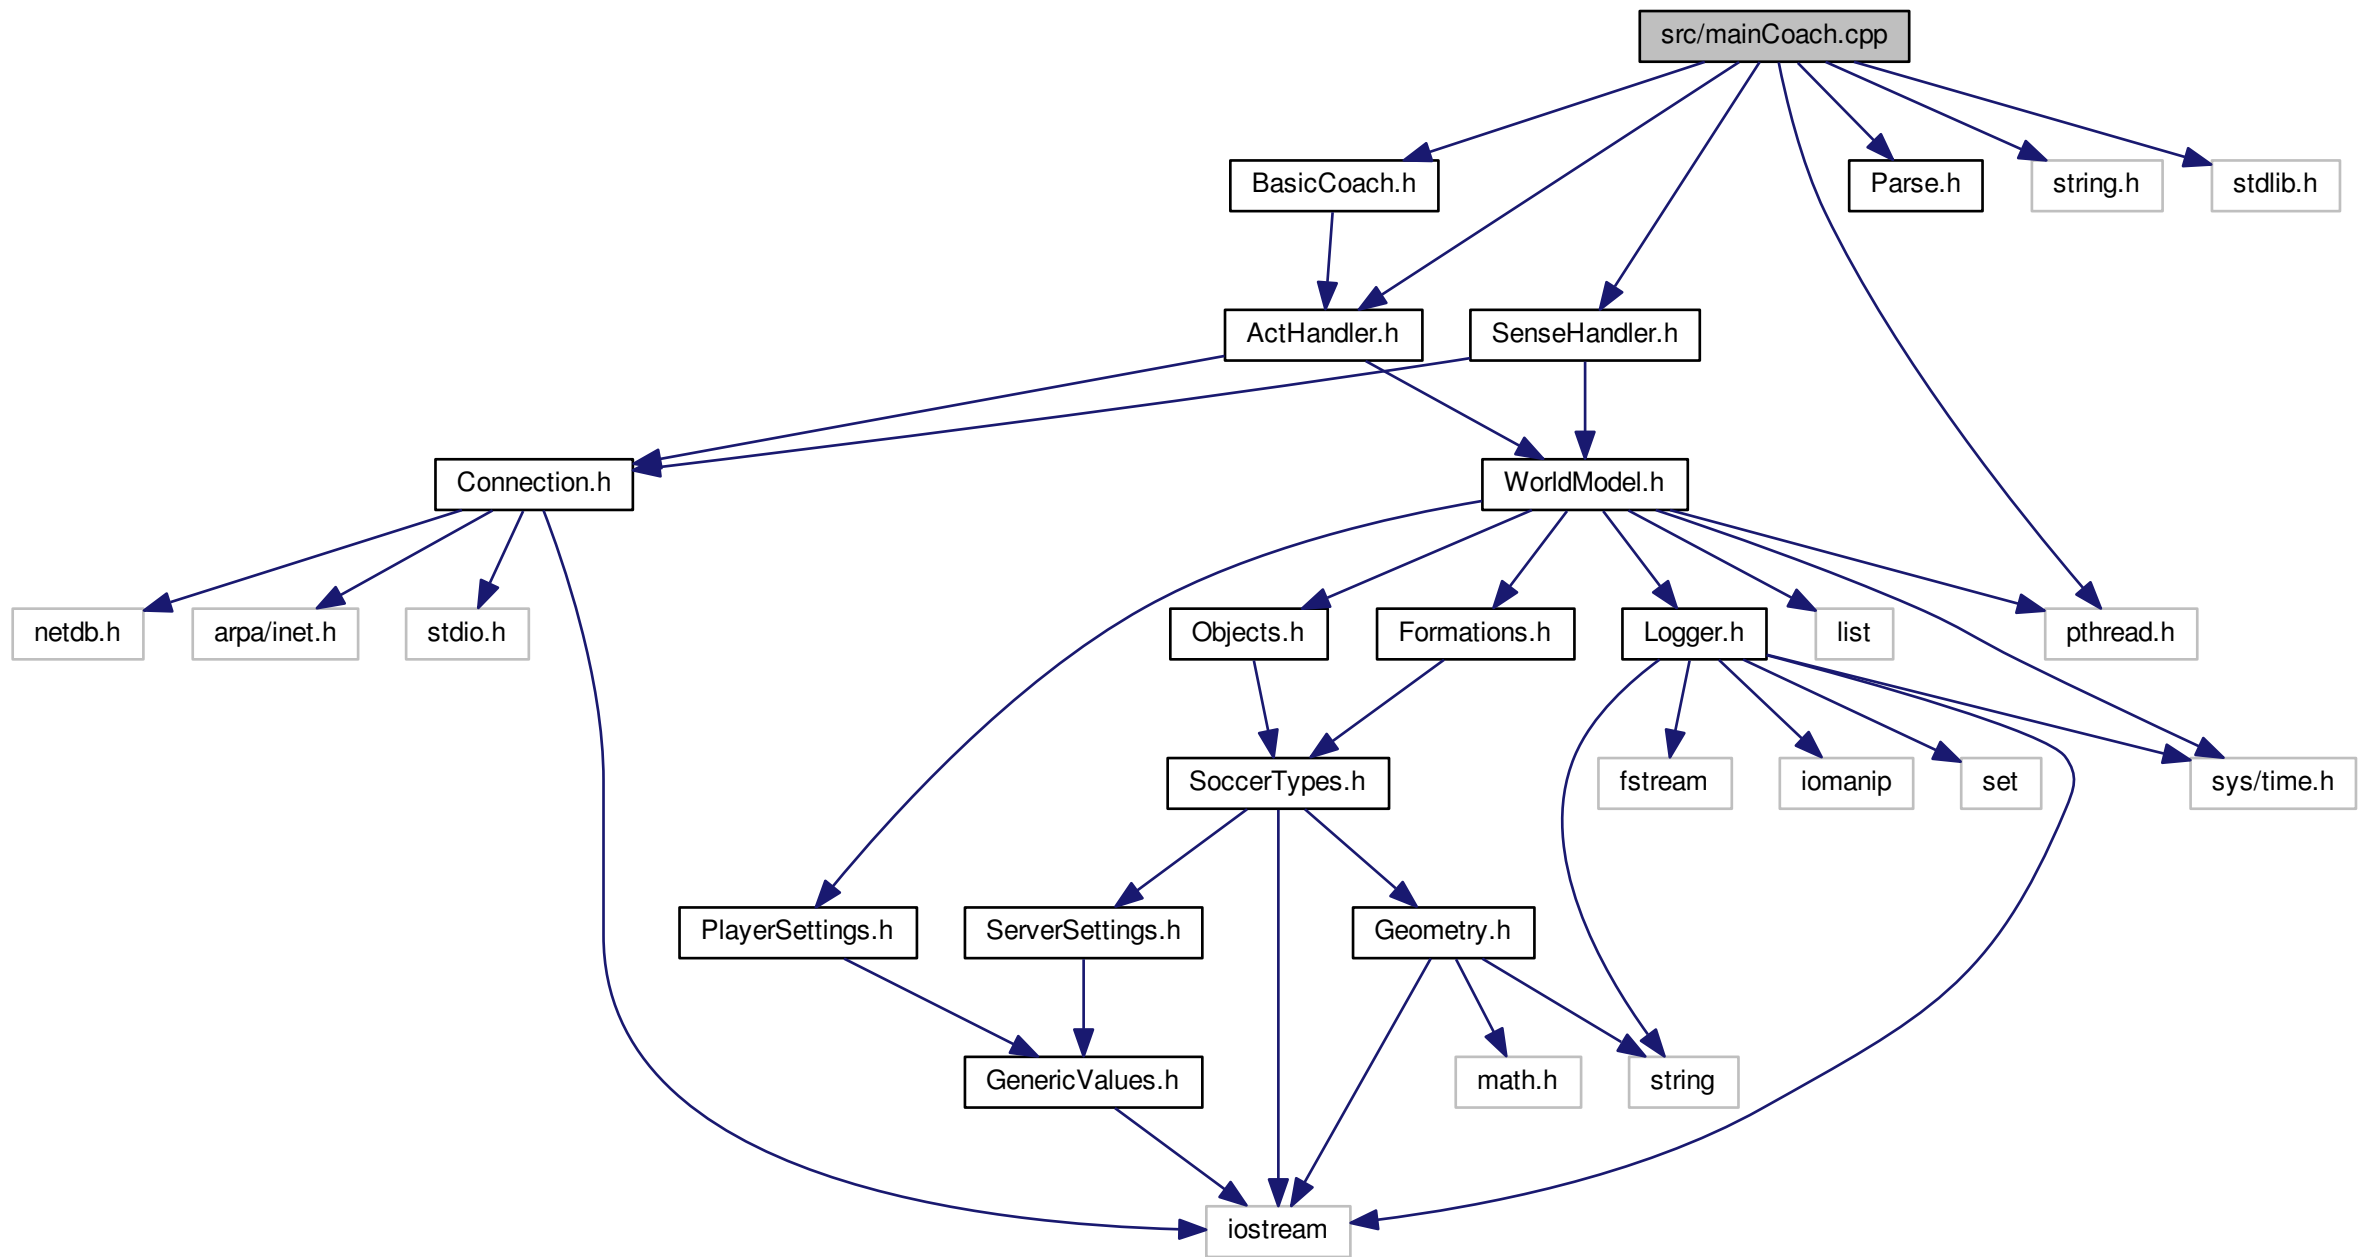 src/mainCoach.cpp
BasicCoach.h
Parse.h
string.h
stdlib.h
ActHandler.h
SenseHandler.h
Connection.h
WorldModel.h
netdb.h
arpa/inet.h
stdio.h
Objects.h
Formations.h
Logger.h
list
pthread.h
SoccerTypes.h
fstream
iomanip
set
sys/time.h
PlayerSettings.h
ServerSettings.h
Geometry.h
GenericValues.h
math.h
string
iostream